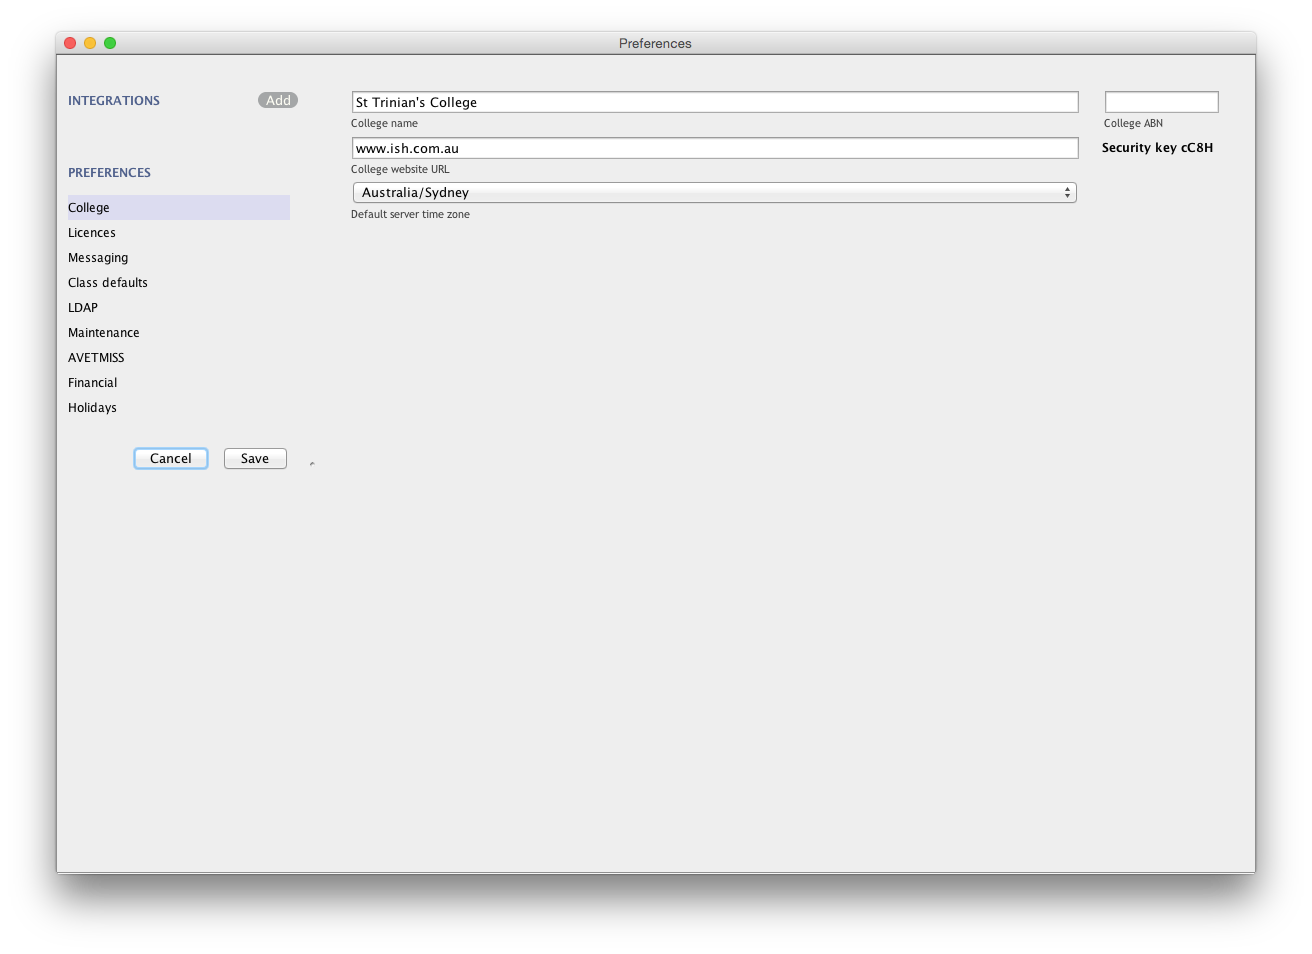 Preferences
INTEGRATIONS Add
PREFERENCES
College
Licences
Messaging
Class defaults
LDAP
Maintenance
AVETMISS
Financial
Holidays
Cancel Save
St Trinian's College
College name
College ABN
www.ish.com.au
Security key cC8H
College website URL
Australia/Sydney
Default server time zone